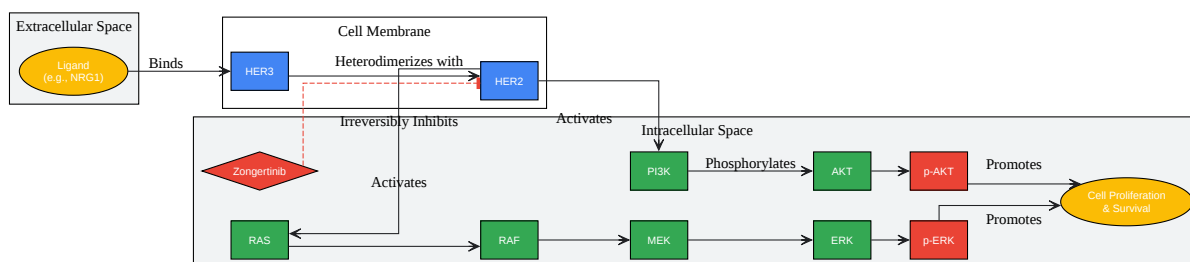 Extracellular Space
Ligand
(e.g., NRG1)
Binds
Cell Membrane
HER3
Heterodimerizes with
HER2
Irreversibly Inhibits
Activates
Intracellular Space
Zongertinib
Activates
PI3K
Phosphorylates
AKT
p-AKT
Promotes
Cell Proliferation
& Survival
RAS
RAF
MEK
ERK
p-ERK
Promotes